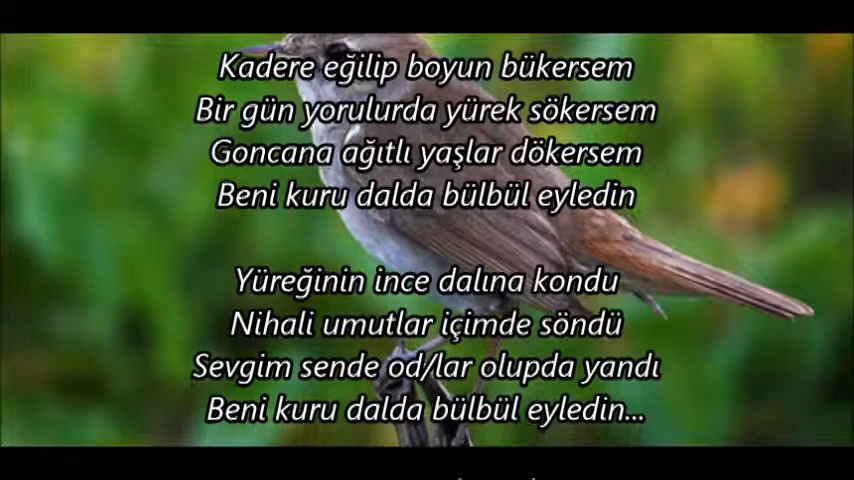 Kadere eğilip boyun bükersem
Bir gün yorulurda yürek sökersem
Goncana ağıtlı yaşlar dökersem
Beni kuru dalda bülbül eyledin
Yüreğinin ince dalına kondu
Nihali umutlar içimde söndü
Sevgim sende od/lar olupda yandı
Beni kuru dalda bülbül eyledin...